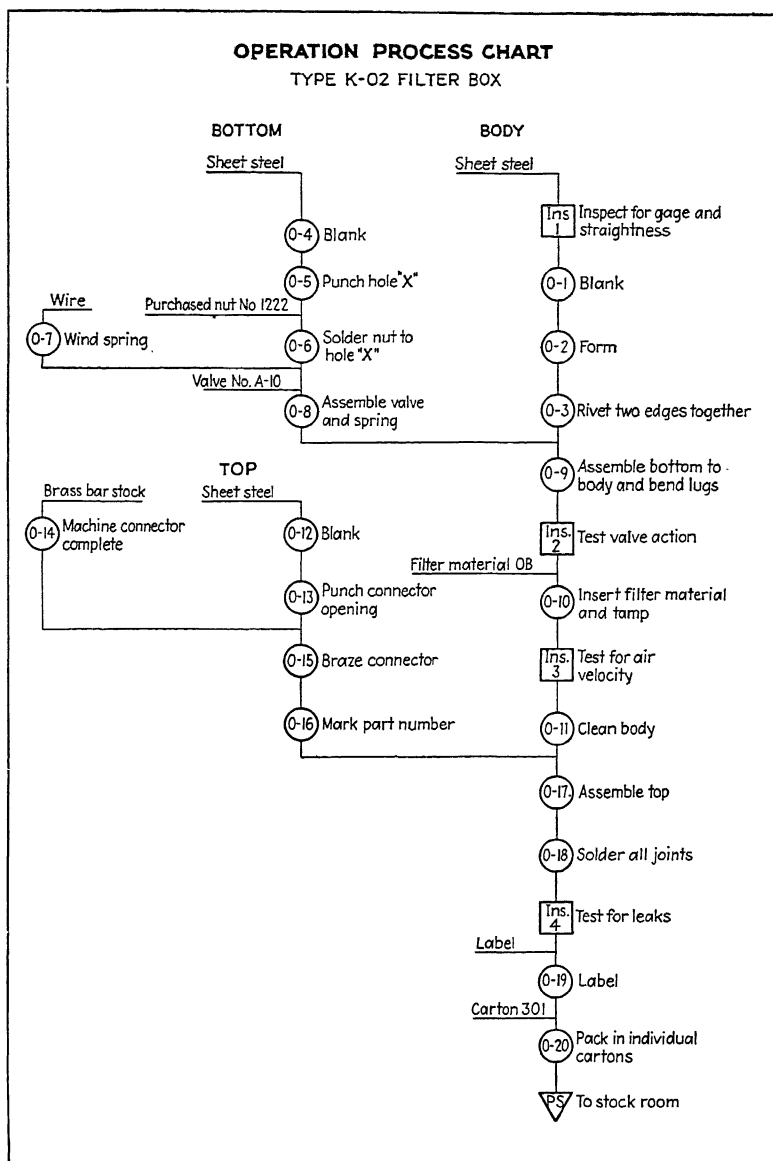 OPERATION PROCESS CHART
TYPE K-02 FILTER BOX
BOTTOM
Sheet steel
0-4 Blank
0-5 Punch hole "X"
Purchased nut No 1222
Wire
0-7 Wind spring
0-6 Solder nut to
hole "X"
Valve No. A-10
0-8 Assemble valve
and spring
BODY
Sheet steel
Ins
1
Inspect for gage and
straightness
0-1 Blank
0-2 Form
0-3 Rivet two edges together
0-9 Assemble bottom to
body and bend lugs
Ins.
2
Test valve action
Filter material OB
0-10 Insert filter material
and tamp
Ins.
3
Test for air
velocity
0-11 Clean body
TOP
Brass bar stock
0-14 Machine connector
complete
Sheet steel
0-12 Blank
0-13 Punch connector
opening
0-15 Braze connector
0-16 Mark part number
0-17. Assemble top
0-18 Solder all joints
Ins.
4
Test for leaks
Label
0-19 Label
Carton 301
0-20 Pack in individual
cartons
PS To stock room